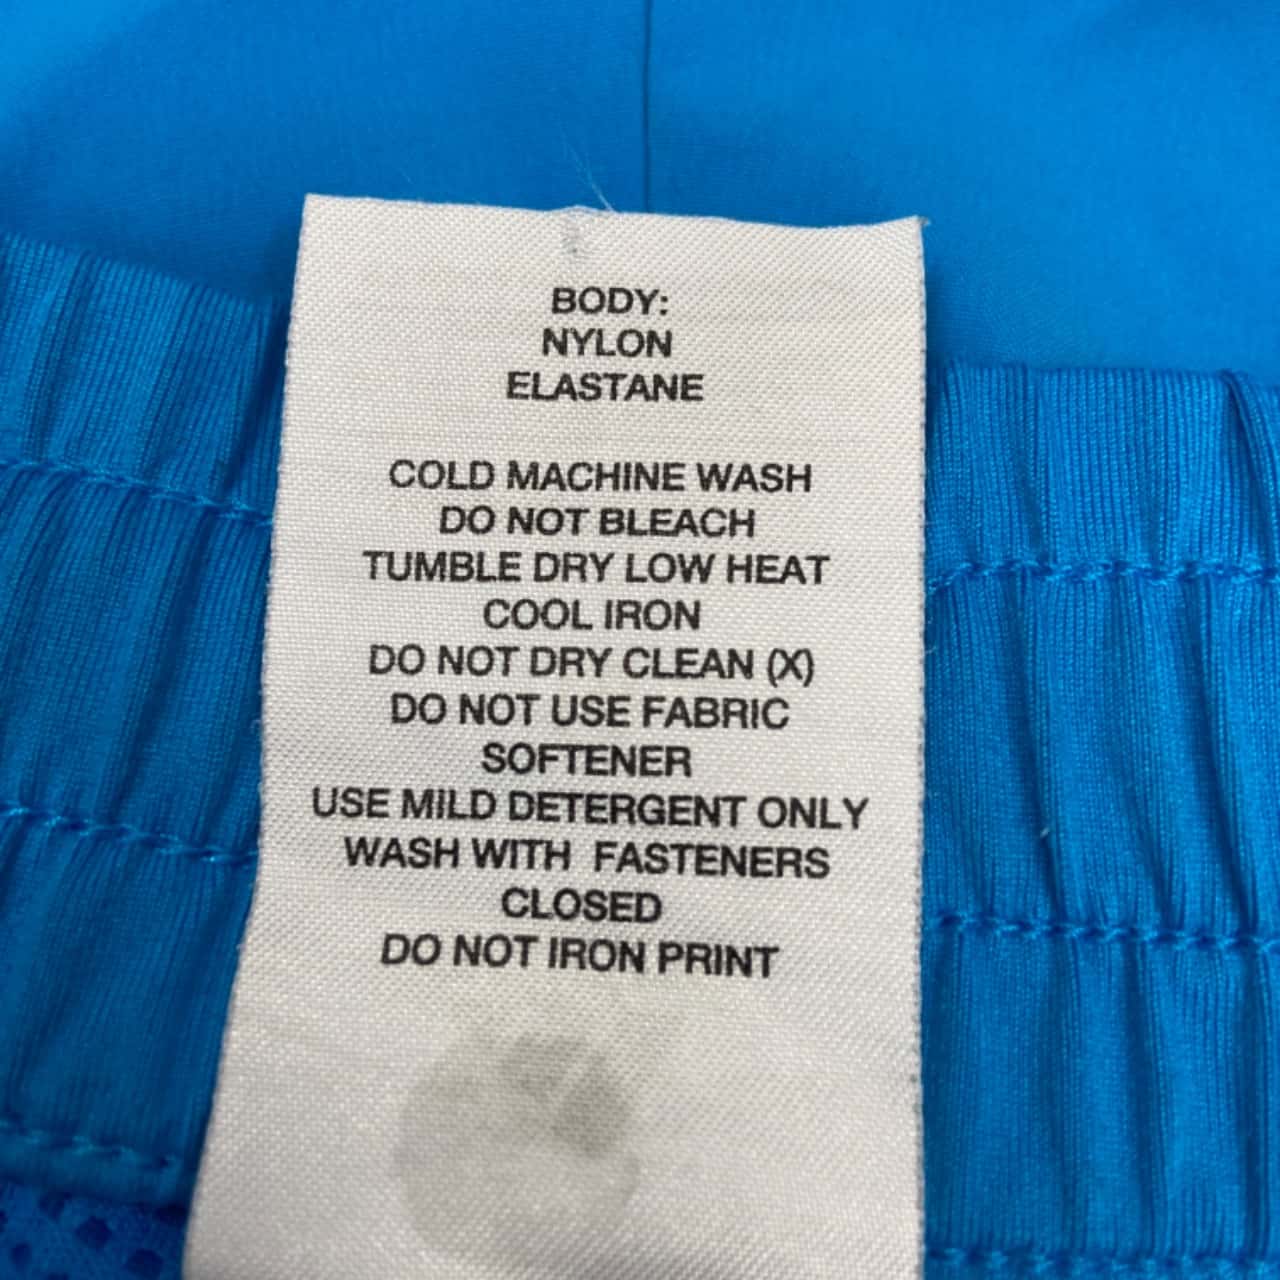 BODY:
NYLON
ELASTANE
COLD MACHINE WASH
DO NOT BLEACH
TUMBLE DRY LOW HEAT
COOL IRON
DO NOT DRY CLEAN (X)
DO NOT USE FABRIC
SOFTENER
USE MILD DETERGENT ONLY
WASH WITH FASTENERS
CLOSED
DO NOT IRON PRINT